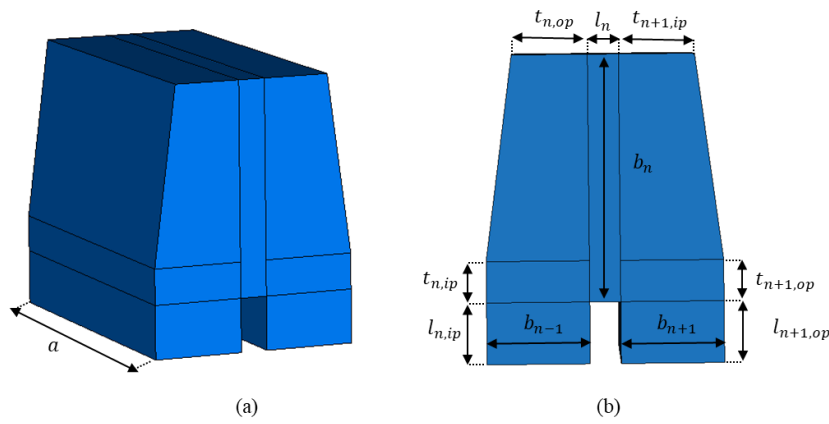 t_{n,op} l_n t_{n+1,ip}
b_n
t_{n,ip} t_{n+1,op}
l_{n,ip} b_{n-1} b_{n+1} l_{n+1,op}
a
(a) (b)